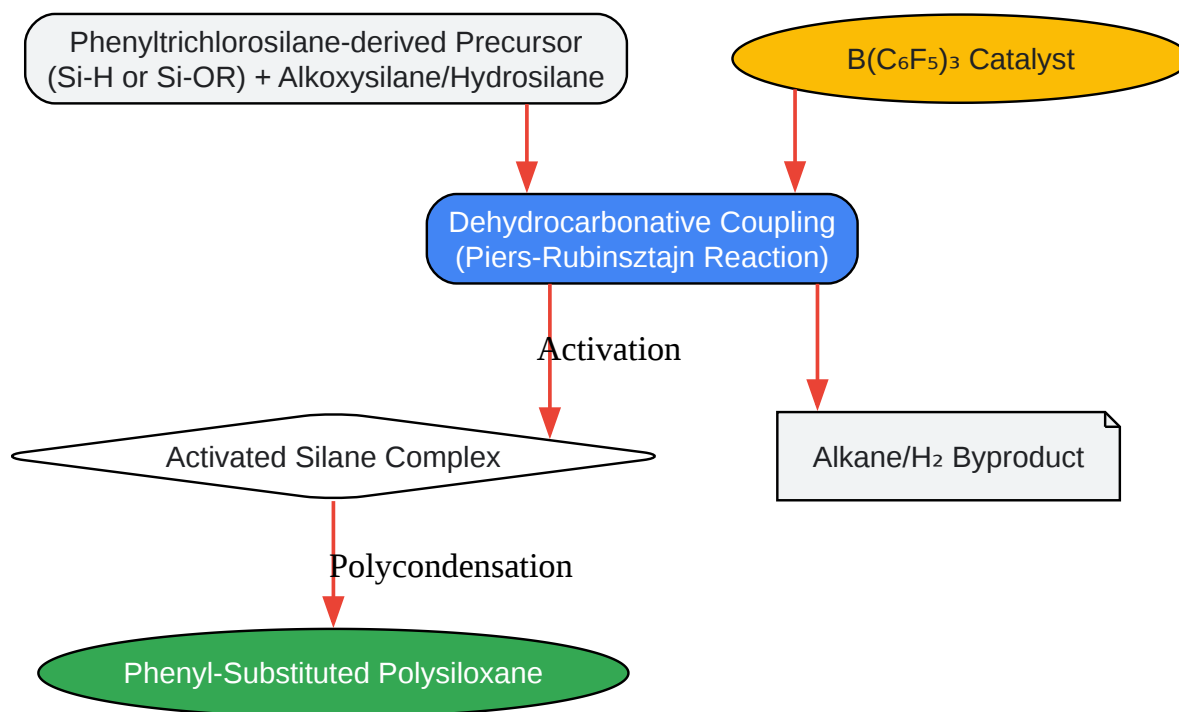 Phenyltrichlorosilane-derived Precursor
(Si-H or Si-OR) + Alkoxysilane/Hydrosilane
B(C₆F₅)₃ Catalyst
Dehydrocarbonative Coupling
(Piers-Rubinsztajn Reaction)
Activation
Activated Silane Complex
Alkane/H₂ Byproduct
Polycondensation
Phenyl-Substituted Polysiloxane